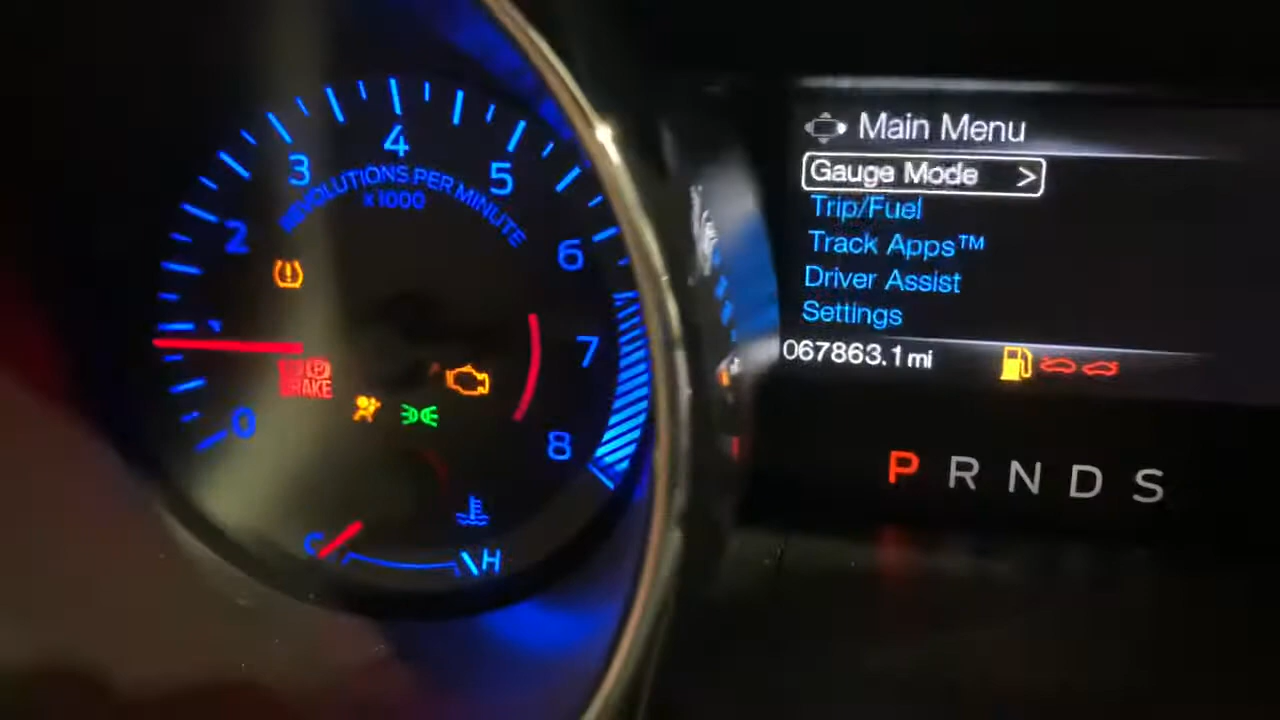 4
3
5
REVOLUTIONS PER MINUTE
x1000
2
6
7
BRAKE
0
8
C
H
Main Menu
Gauge Mode >
Trip/Fuel
Track Apps™
Driver Assist
Settings
067863.1 mi
P R N D S